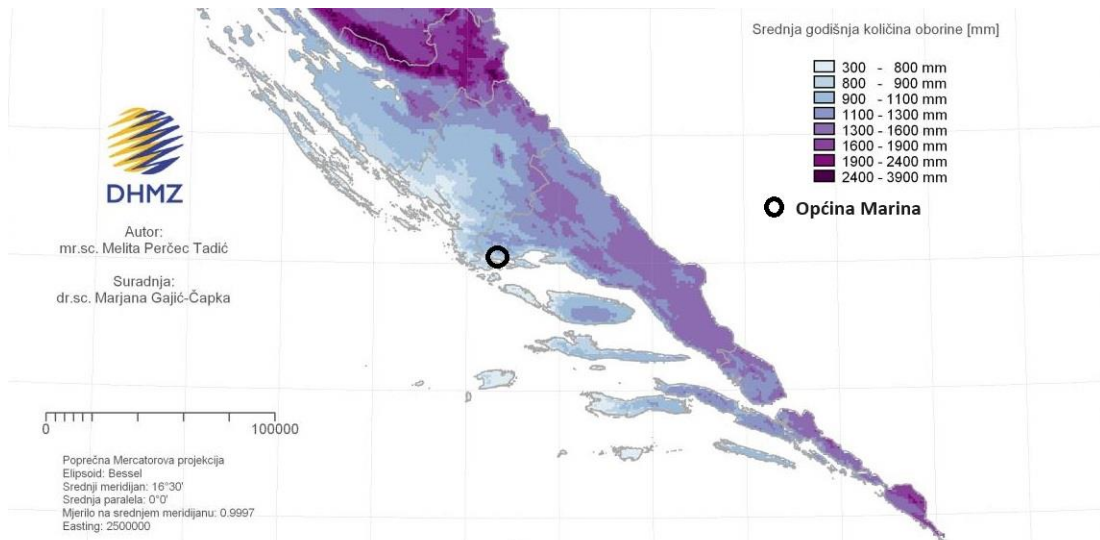 Srednja godišnja količina oborine [mm]
300 - 800 mm
800 - 900 mm
900 - 1100 mm
1100 - 1300 mm
1300 - 1600 mm
1600 - 1900 mm
1900 - 2400 mm
2400 - 3900 mm
Općina Marina
DHMZ
Autor:
mr.sc. Melita Perčec Tadić
Suradnja:
dr.sc. Marjana Gajić-Čapka
0 100000
Poprečna Mercatorova projekcija
Elipsoid: Bessel
Srednji meridijan: 16°30'
Srednja paralela: 0°0'
Mjerilo na srednjem meridijanu: 0.9997
Easting: 2500000